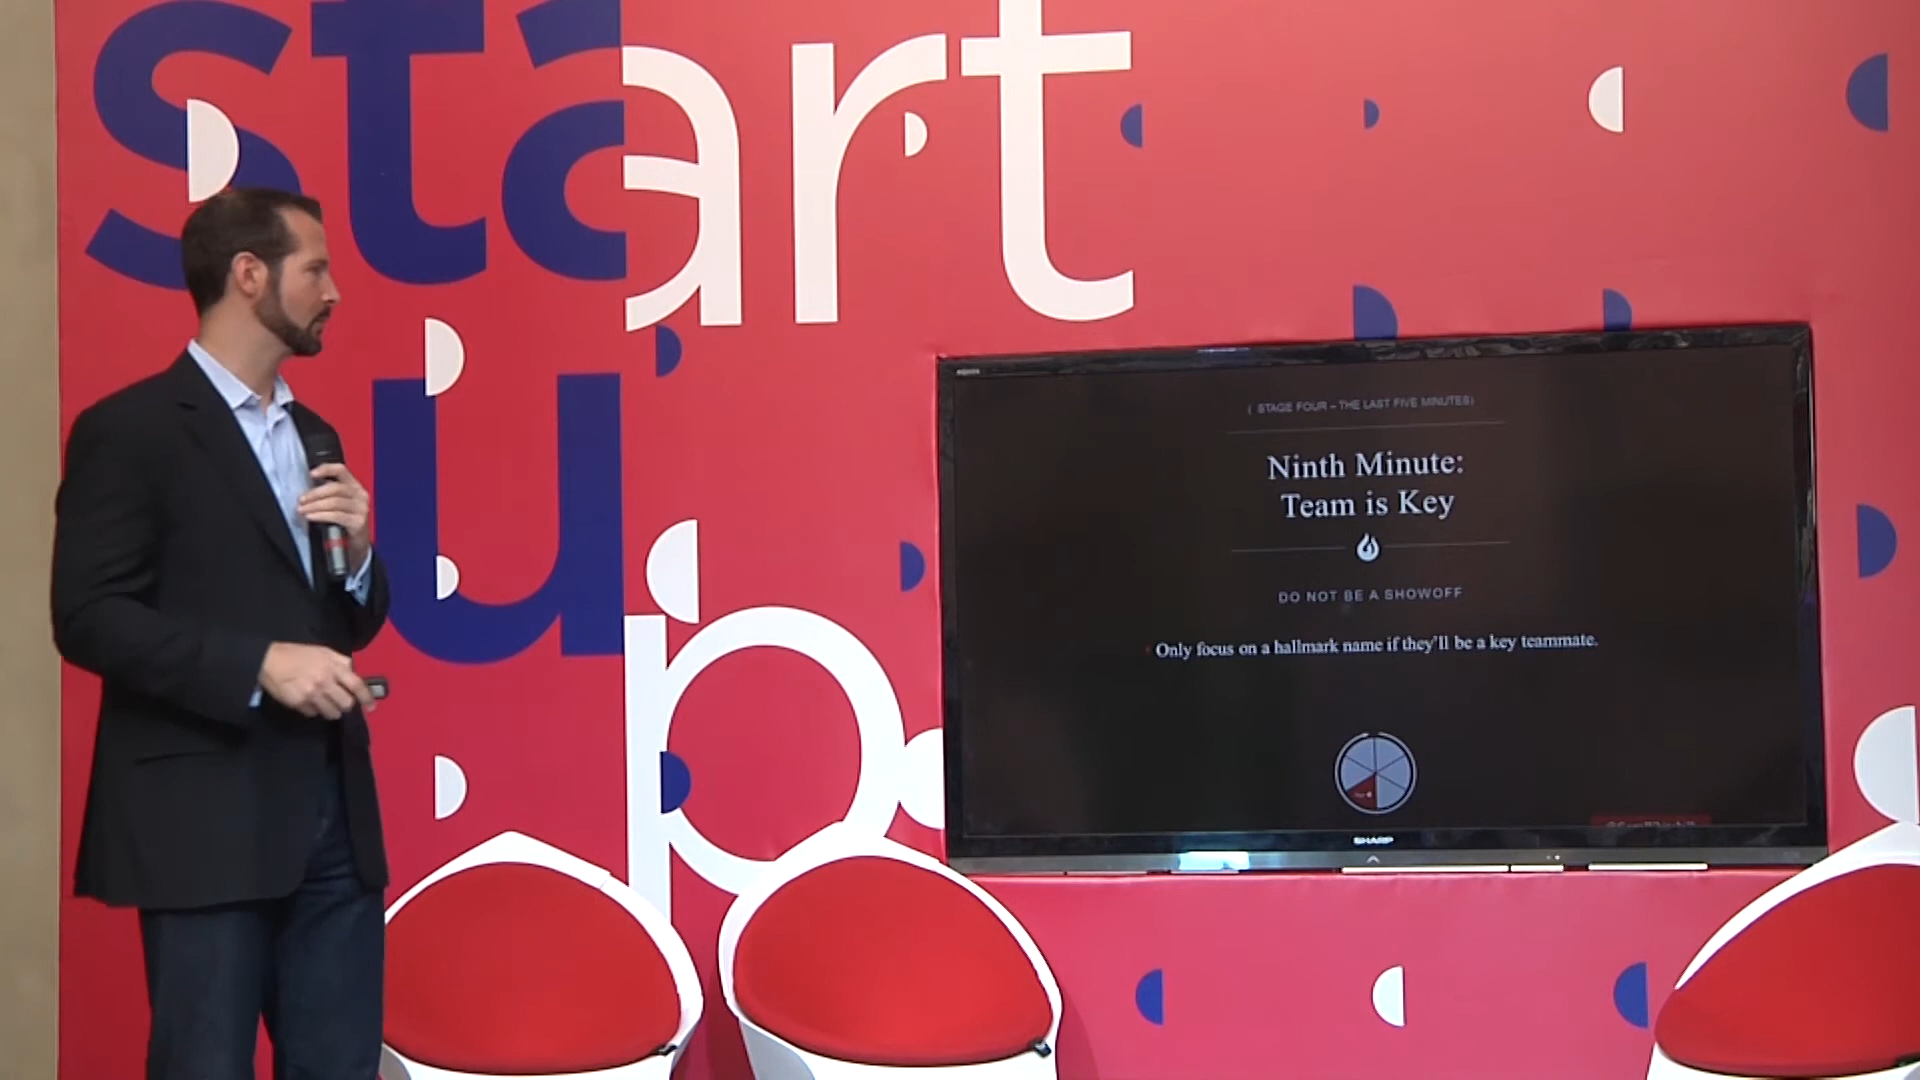 start
up
( STAGE FOUR – THE LAST FIVE MINUTES)
Ninth Minute:
Team is Key
DO NOT BE A SHOWOFF
Only focus on a hallmark name if they'll be a key teammate.
SHARP